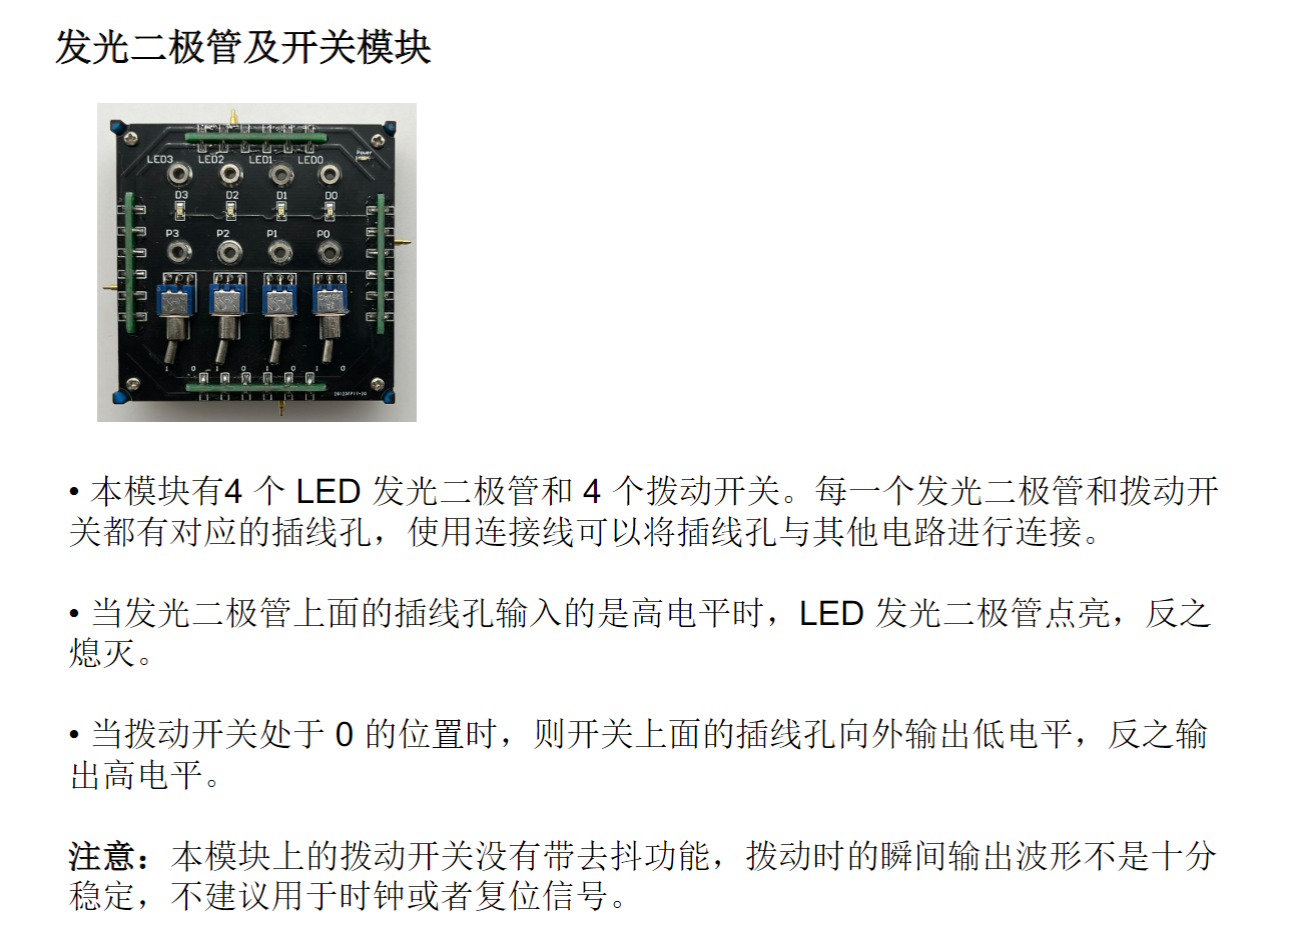 发光二极管及开关模块
LED3 LED2 LED1 LED0
Power
D3 D2 D1 D0
P3 P2 P1 P0
1 0 1 0 1 0 1 0
• 本模块有4 个 LED 发光二极管和 4 个拨动开关。每一个发光二极管和拨动开
关都有对应的插线孔，使用连接线可以将插线孔与其他电路进行连接。
• 当发光二极管上面的插线孔输入的是高电平时，LED 发光二极管点亮，反之
熄灭。
• 当拨动开关处于 0 的位置时，则开关上面的插线孔向外输出低电平，反之输
出高电平。
注意：本模块上的拨动开关没有带去抖功能，拨动时的瞬间输出波形不是十分
稳定，不建议用于时钟或者复位信号。